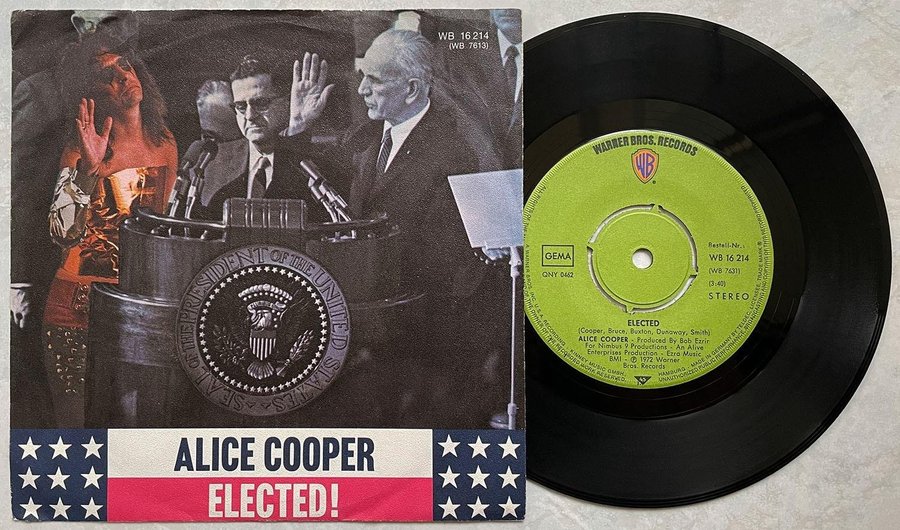 WB 16 214
(WB 7613)
SEAL OF THE PRESIDENT OF THE UNITED STATES
ALICE COOPER
ELECTED!
WARNER BROS. RECORDS
WB
GEMA
QNY 0462
Bestell-Nr.:
WB 16 214
(WB 7631)
(3:40)
STEREO
ELECTED
(Cooper, Bruce, Buxton, Dunaway, Smith)
ALICE COOPER - Produced by Bob Ezrir
For Nimbus 9 Productions - An Alive
Enterprises Production - Ezra Music
BMI - Ⓟ 1972 Warner
Bros. Records